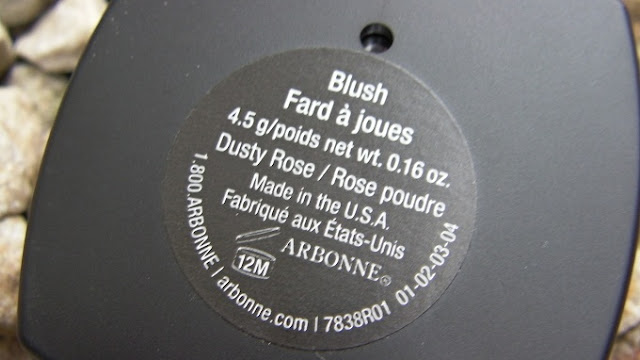 Blush
Fard à joues
4.5 g/poids net wt. 0.16 oz.
Dusty Rose / Rose poudre
Made in the U.S.A.
Fabriqué aux États-Unis
12M
ARBONNE®
1.800.ARBONNE | arbonne.com | 7838R01 01-02-03-04